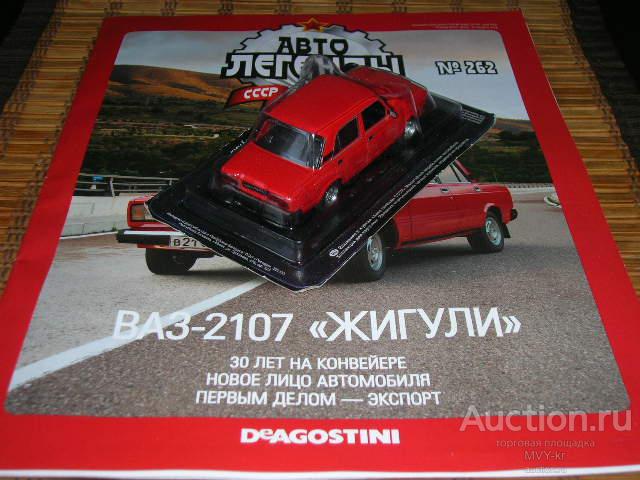 АВТО
ЛЕГЕНДЫ
СССР
№ 262
В21
ВАЗ-2107 «ЖИГУЛИ»
30 ЛЕТ НА КОНВЕЙЕРЕ
НОВОЕ ЛИЦО АВТОМОБИЛЯ
ПЕРВЫМ ДЕЛОМ — ЭКСПОРТ
DEAGOSTINI
Auction.ru
торговая площадка
MVY-kr